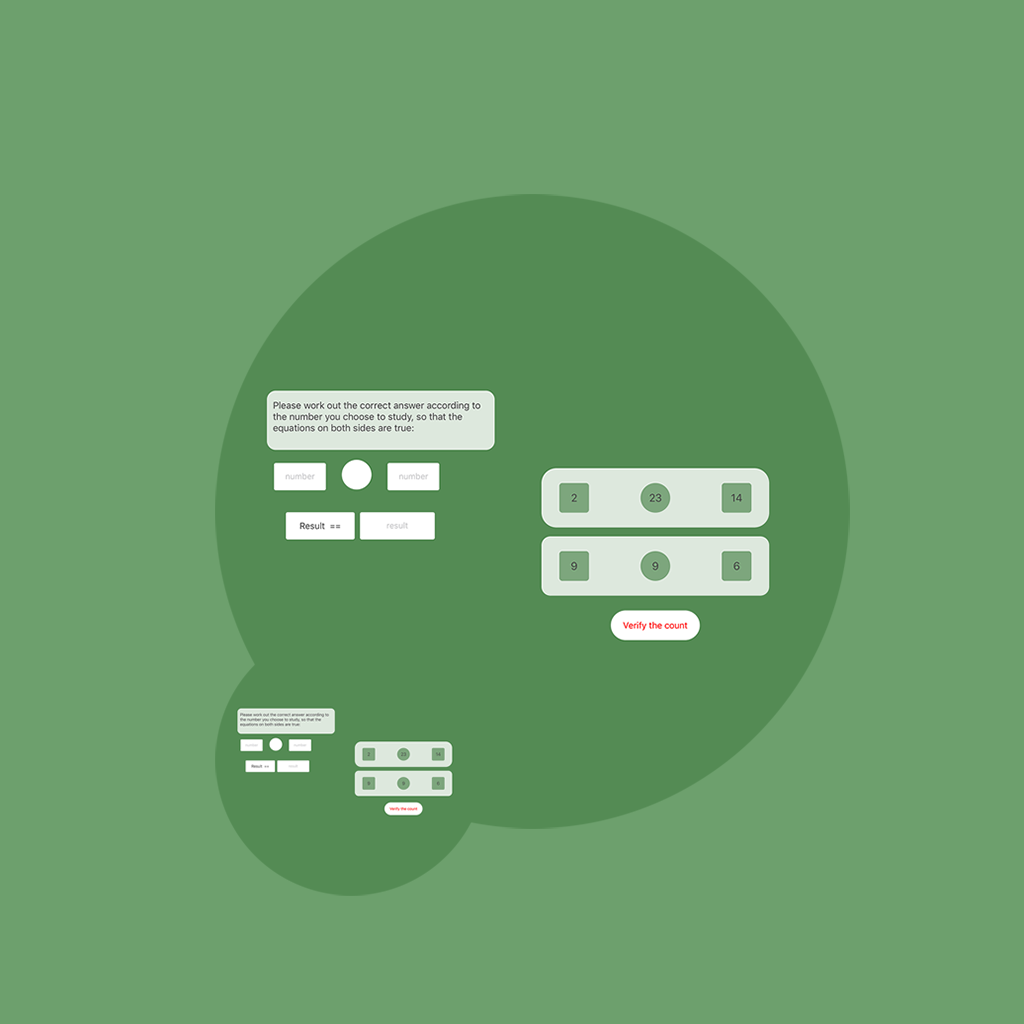 Please work out the correct answer according to
the number you choose to study, so that the
equations on both sides are true:
number number
Result == result
2 23 14
9 9 6
Verify the count
Please work out the correct answer according to
the number you choose to study, so that the
equations on both sides are true:
number number
Result == result
2 23 14
9 9 6
Verify the count